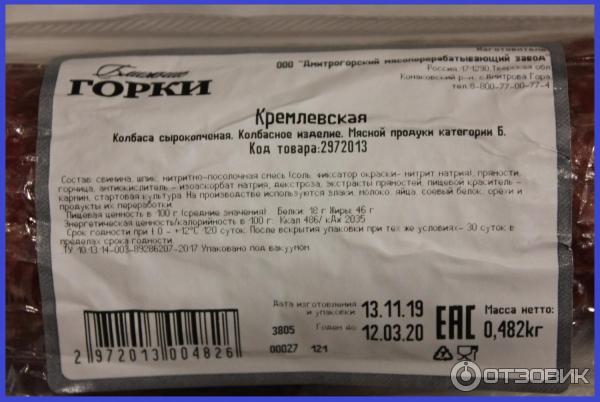 Изготовитель:
ООО "Дмитрогорский мясоперерабатывающий завод"
Россия, 171290, Тверская обл.
Конаковский р-н, с.Дмитрова Гора,
тел. 8-800-77-00-77-4
Ближние
ГОРКИ
Кремлевская
Колбаса сырокопченая. Колбасное изделие. Мясной продукт категории Б.
Код товара:2972013
Состав: свинина, шпик, нитритно-посолочная смесь (соль, фиксатор окраски- нитрит натрия), пряности,
горчица, антиокислитель - изоаскорбат натрия, декстроза, экстракты пряностей, пищевой краситель -
кармин, стартовая культура. На производстве используются злаки, молоко, яйца, соевый белок, орехи и
продукты их переработки.
Пищевая ценность в 100 г (средние значения) Белки: 18 г Жиры: 46 г
Энергетическая ценность/калорийность в 100 г: Ккал 486/ кДж 2035
Срок годности при t 0 - +12°С 120 суток. После вскрытия упаковки при тех же условиях- 30 суток в
пределах срока годности
ТУ 10.13.14-003-89286207-2017 Упаковано под вакуумом.
Дата изготовления
и упаковки
13.11.19
Годен до
12.03.20
ЕАС
Масса нетто:
0,482кг
3805
00027 121
2 972013 004826
ОТЗОВИК